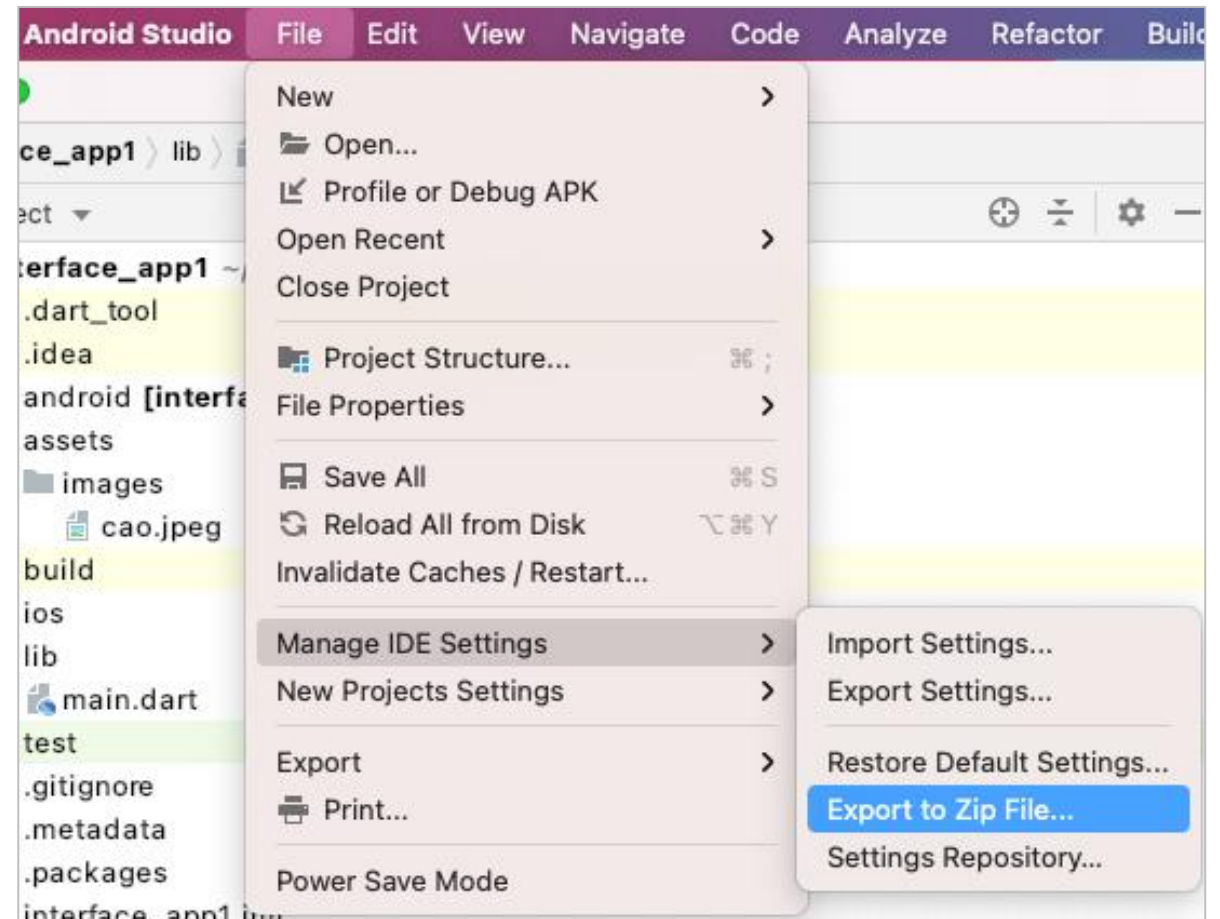 Android Studio File Edit View Navigate Code Analyze Refactor Build
ce_app1 〉 lib 〉
ect
terface_app1 ~/
.dart_tool
.idea
android [interfa
assets
images
cao.jpeg
build
ios
lib
main.dart
test
.gitignore
.metadata
.packages
interface_app1.iml
New
Open...
Profile or Debug APK
Open Recent
Close Project
Project Structure... ⌘ ;
File Properties
Save All ⌘ S
Reload All from Disk ⌥ ⌘ Y
Invalidate Caches / Restart...
Manage IDE Settings
New Projects Settings
Export
Print...
Power Save Mode
Import Settings...
Export Settings...
Restore Default Settings...
Export to Zip File...
Settings Repository...